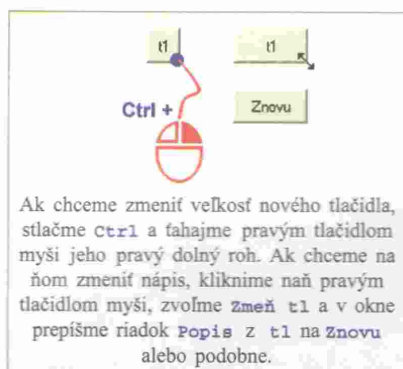 t1 t1
Ctrl +
Znovu
Ak chceme zmeniť veľkosť nového tlačidla,
stlačme Ctrl a ťahajme pravým tlačidlom
myši jeho pravý dolný roh. Ak chceme na
ňom zmeniť nápis, kliknime naň pravým
tlačidlom myši, zvoľme Zmeň t1 a v okne
prepíšme riadok Popis z t1 na Znovu
alebo podobne.